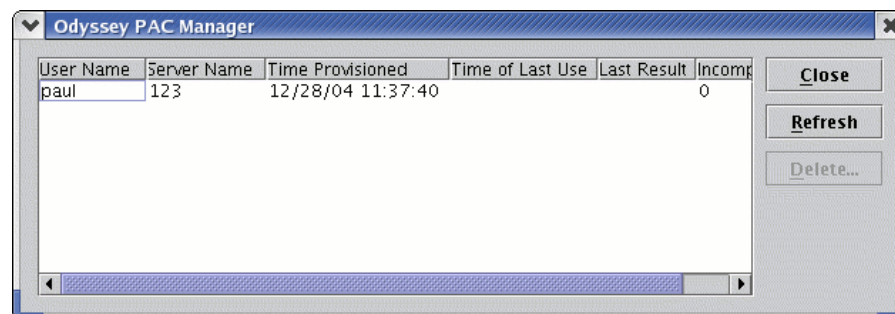 Odyssey PAC Manager
User Name Server Name Time Provisioned Time of Last Use Last Result Incomp
paul 123 12/28/04 11:37:40 0
Close
Refresh
Delete...